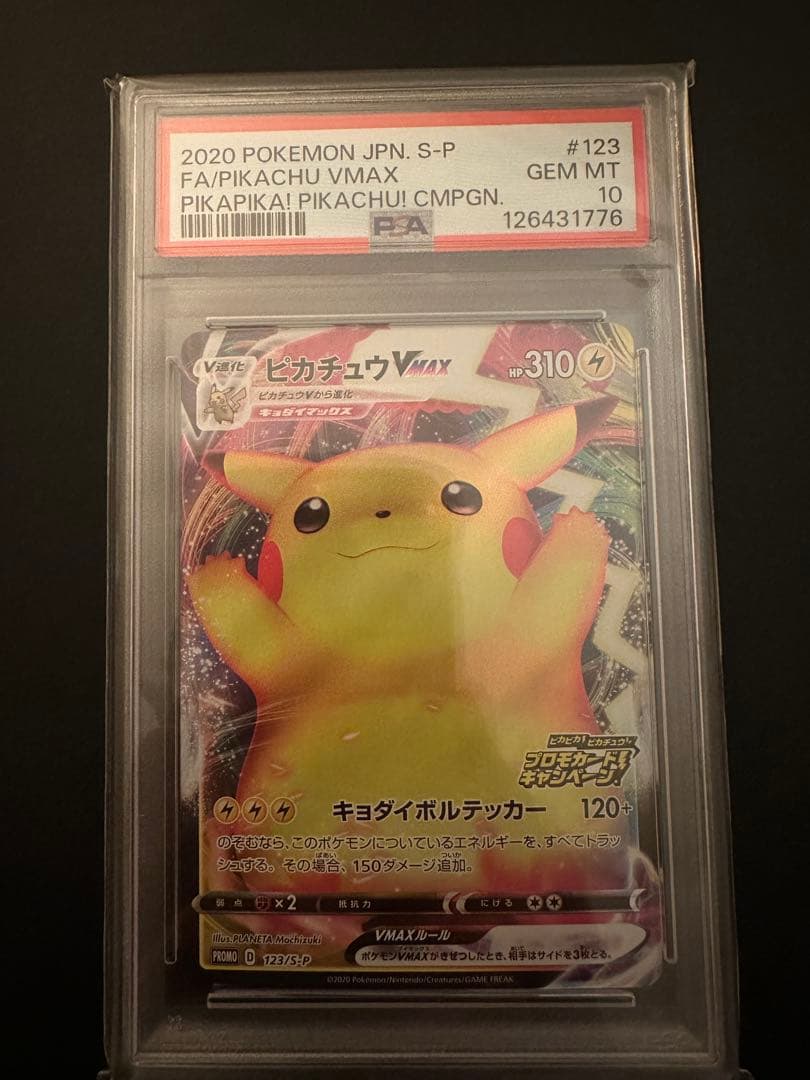 2020 POKEMON JPN. S-P #123
FA/PIKACHU VMAX GEM MT
PIKAPIKA! PIKACHU! CMPGN. 10
PSA 126431776
V進化 ピカチュウVMAX HP310
ピカチュウVから進化
キョダイマックス
ピカピカ!ピカチュウ!
プロモカード
キャンペーン!
キョダイボルテッカー 120+
のぞむなら、このポケモンについているエネルギーを、すべてトラッ
シュする。その場合、150ダメージ追加。
弱点 ×2 抵抗力 にげる
Illus.PLANETA Mochizuki VMAXルール
ポケモンVMAXがきぜつしたとき、相手はサイドを3枚とる。
PROMO D 123/S-P
©2020 Pokémon/Nintendo/Creatures/GAME FREAK